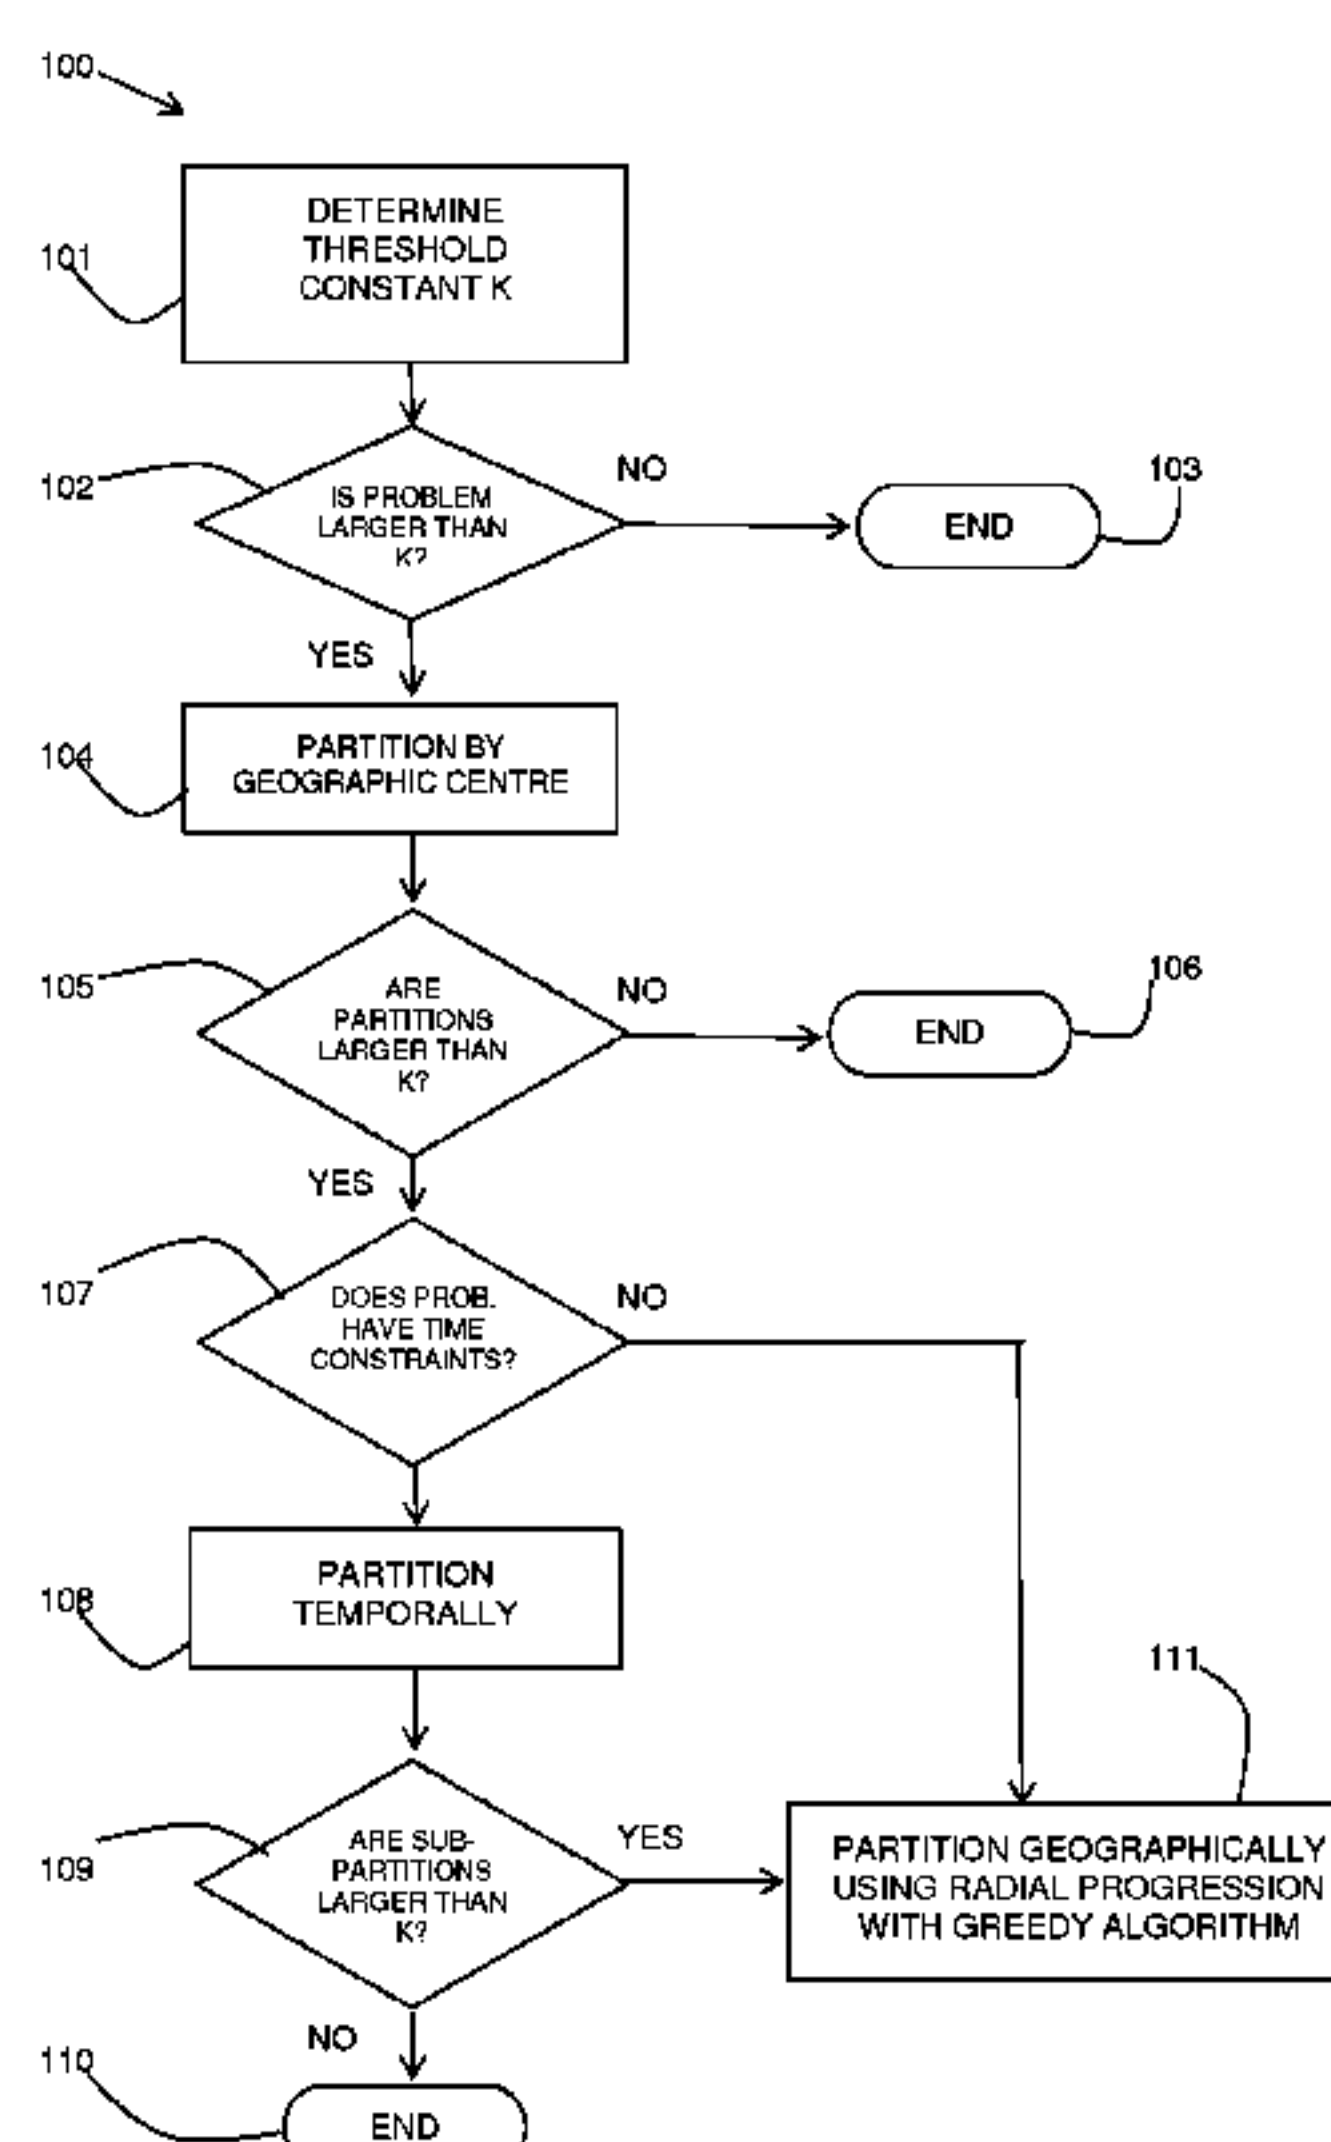 100
DETERMINE
THRESHOLD
CONSTANT K
101
102
IS PROBLEM
LARGER THAN
K?
NO
END
103
YES
104
PARTITION BY
GEOGRAPHIC CENTRE
105
ARE
PARTITIONS
LARGER THAN
K?
NO
END
106
YES
107
DOES PROB.
HAVE TIME
CONSTRAINTS?
NO
108
PARTITION
TEMPORALLY
111
109
ARE SUB-
PARTITIONS
LARGER THAN
K?
YES
PARTITION GEOGRAPHICALLY
USING RADIAL PROGRESSION
WITH GREEDY ALGORITHM
NO
110
END